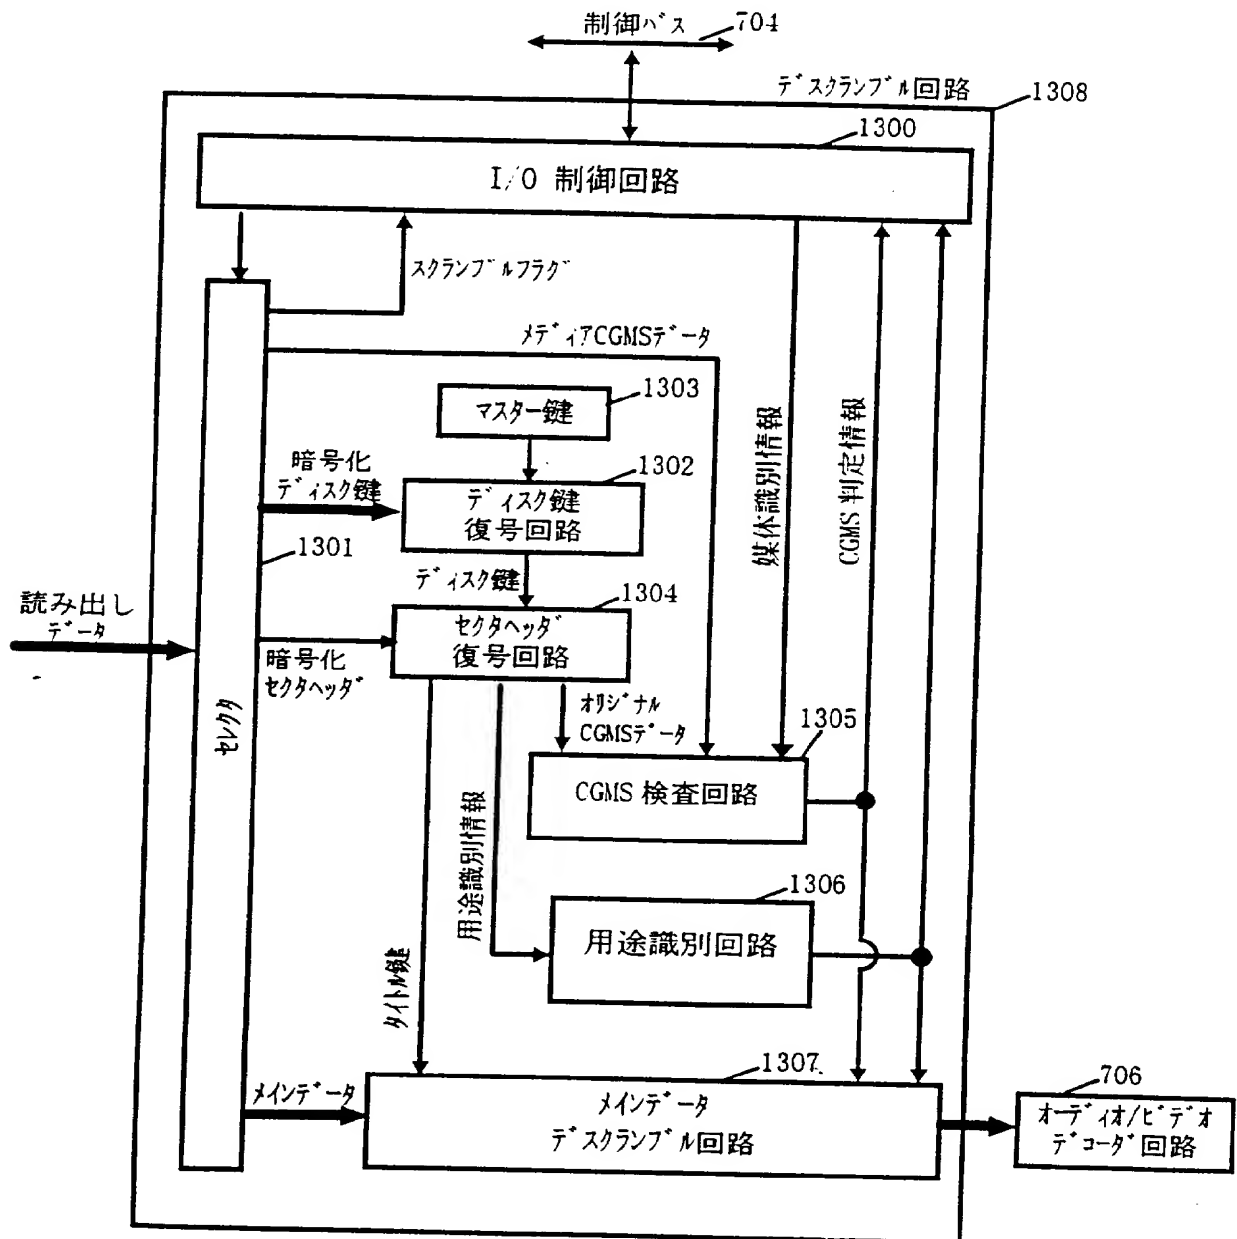 制御バス
704
デスクランブル回路
1308
1300
I/O 制御回路
スクランブルフラグ
メディアCGMSデータ
1303
マスター鍵
1302
暗号化
ディスク鍵
ディスク鍵
復号回路
1301
ディスク鍵
1304
セクタヘッダ
復号回路
媒体識別情報
CGMS 判定情報
読み出し
データ
暗号化
セクタヘッダ
セレクタ
オリジナル
CGMSデータ
1305
CGMS 検査回路
用途識別情報
1306
用途識別回路
タイトル鍵
1307
メインデータ
メインデータ
デスクランブル回路
706
オーディオ/ビデオ
デコーダ回路